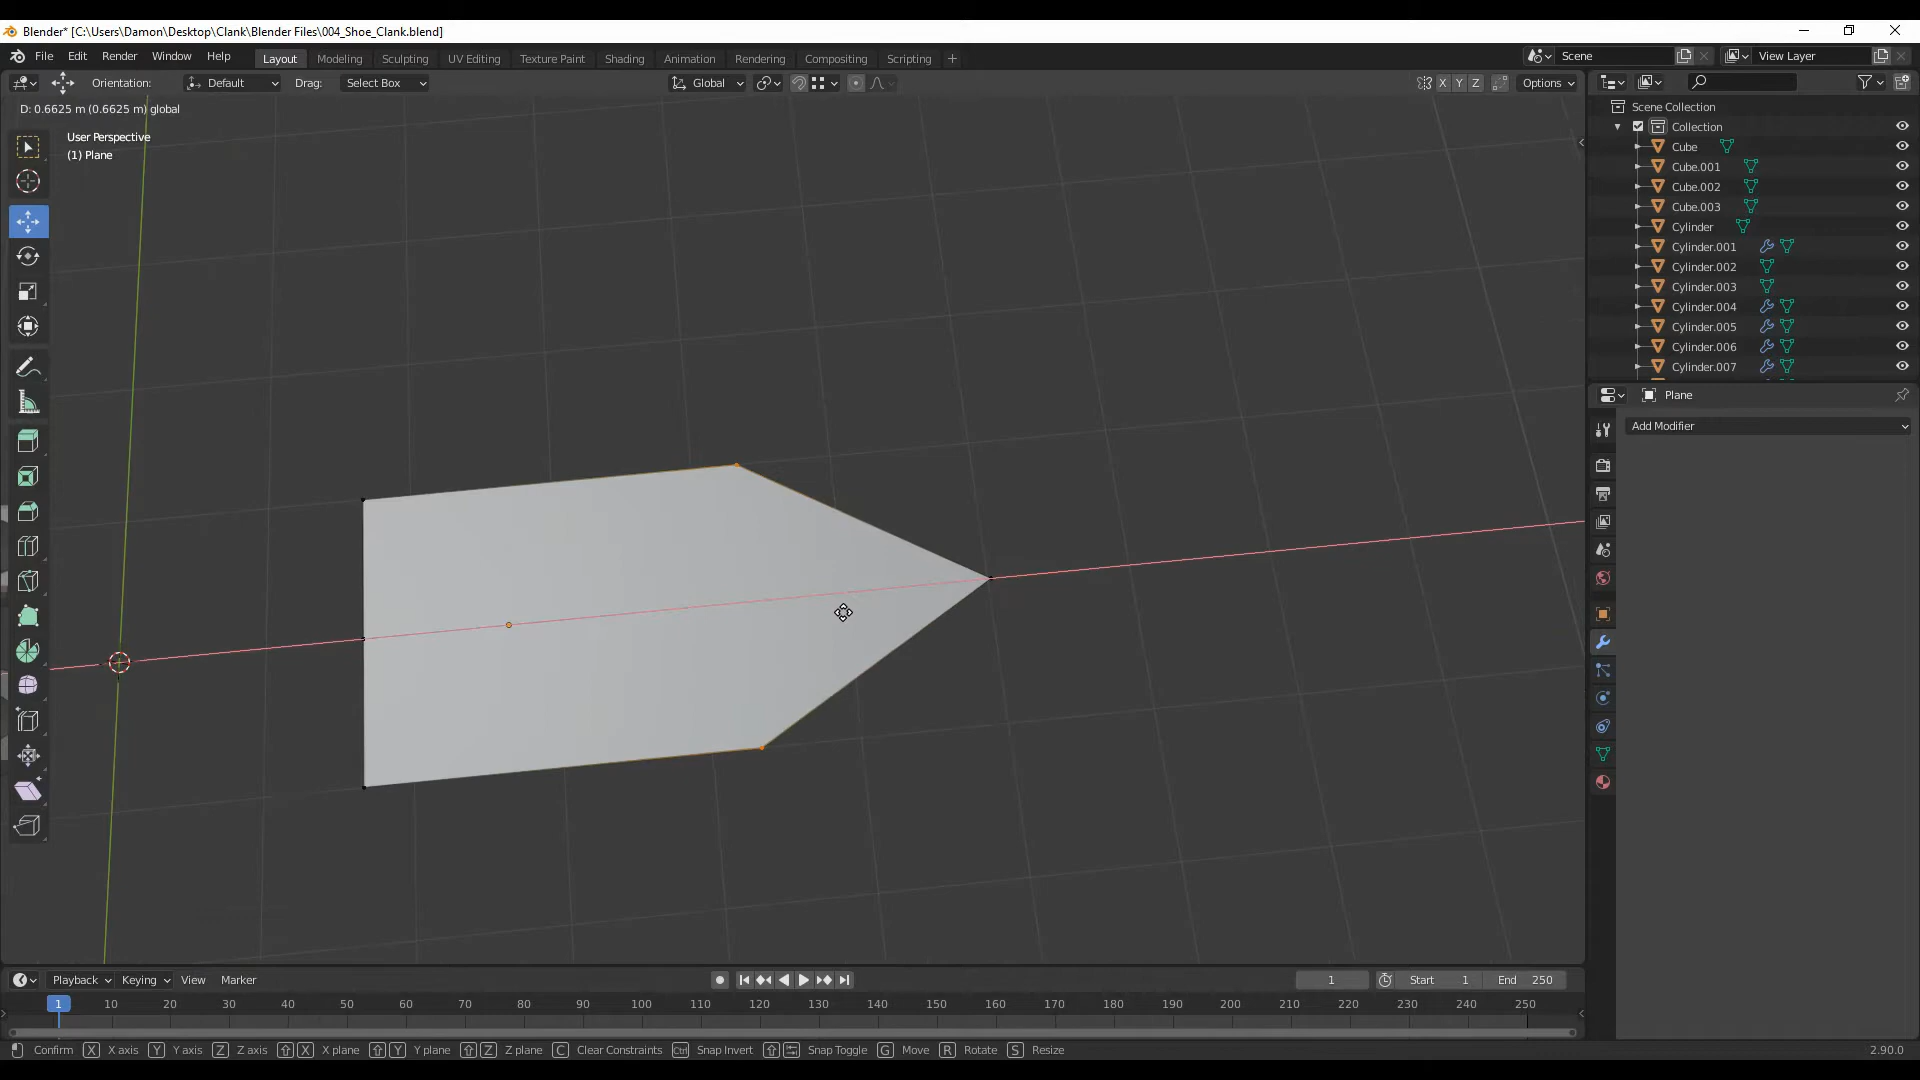 Blender* [C:\Users\Damon\Desktop\Clank\Blender Files\004_Shoe_Clank.blend]
File Edit Render Window Help Layout Modeling Sculpting UV Editing Texture Paint Shading Animation Rendering Compositing Scripting + Scene View Layer
Orientation: Default Drag: Select Box Global X Y Z Options
D: 0.6625 m (0.6625 m) global
User Perspective
(1) Plane
Scene Collection
Collection
Cube
Cube.001
Cube.002
Cube.003
Cylinder
Cylinder.001
Cylinder.002
Cylinder.003
Cylinder.004
Cylinder.005
Cylinder.006
Cylinder.007
Plane
Add Modifier
Playback Keying View Marker 1 Start 1 End 250
1 10 20 30 40 50 60 70 80 90 100 110 120 130 140 150 160 170 180 190 200 210 220 230 240 250
Confirm X X axis Y Y axis Z Z axis X X plane Y Y plane Z Z plane C Clear Constraints Ctrl Snap Invert Snap Toggle G Move R Rotate S Resize 2.90.0